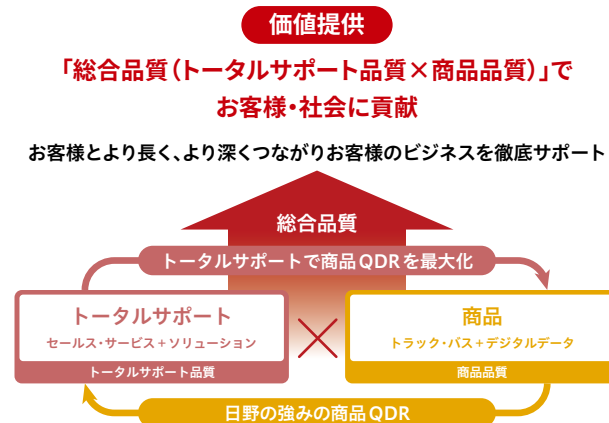 価値提供
「総合品質(トータルサポート品質×商品品質)」で
お客様・社会に貢献
お客様とより長く、より深くつながりお客様のビジネスを徹底サポート
総合品質
トータルサポートで商品QDRを最大化
トータルサポート
セールス・サービス+ソリューション
トータルサポート品質
×
商品
トラック・バス+デジタルデータ
商品品質
日野の強みの商品QDR